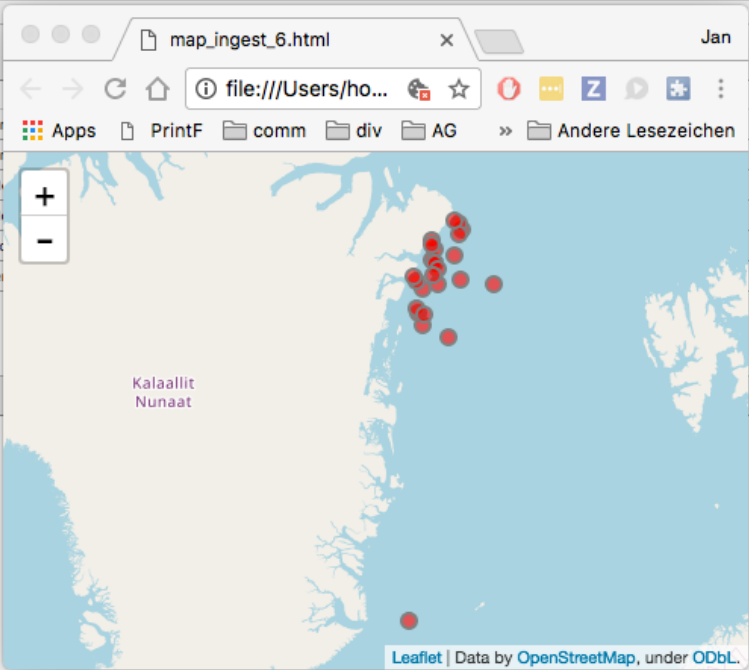 map_ingest_6.html
Jan
file:///Users/ho...
Apps PrintF comm div AG » Andere Lesezeichen
+
-
Kalaallit
Nunaat
Leaflet | Data by OpenStreetMap, under ODbL.